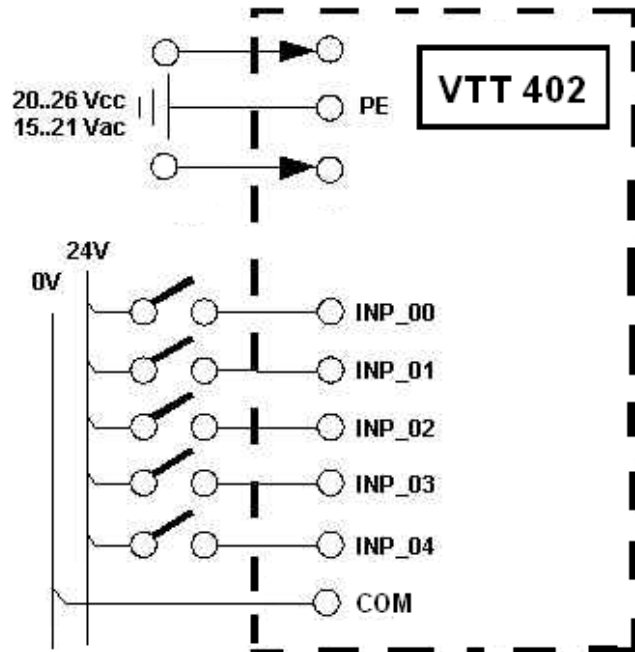 VTT 402
20..26 Vcc
15..21 Vac
PE
24V
0V
INP_00
INP_01
INP_02
INP_03
INP_04
COM